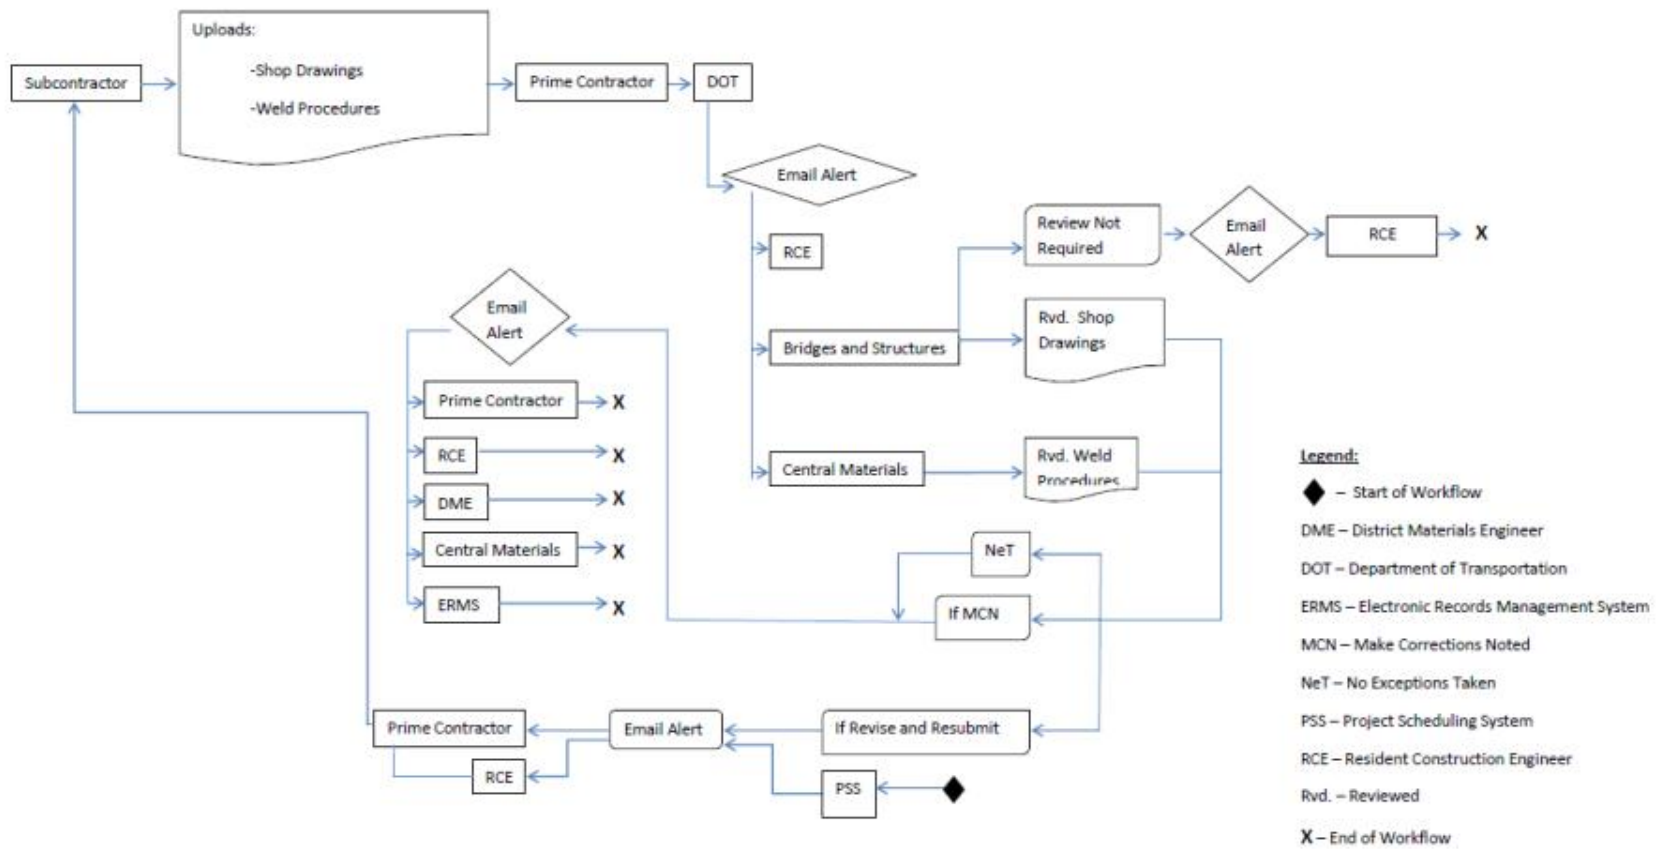 Uploads:
-Shop Drawings
-Weld Procedures
Subcontractor
Prime Contractor
DOT
Email Alert
RCE
Bridges and Structures
Central Materials
Review Not
Required
Email
Alert
RCE
X
Rvd. Shop
Drawings
Rvd. Weld
Procedures
Email
Alert
Prime Contractor
X
RCE
X
DME
X
Central Materials
X
ERMS
X
NeT
If MCN
If Revise and Resubmit
Email Alert
Prime Contractor
RCE
PSS
Legend:
– Start of Workflow
DME – District Materials Engineer
DOT – Department of Transportation
ERMS – Electronic Records Management System
MCN – Make Corrections Noted
NeT – No Exceptions Taken
PSS – Project Scheduling System
RCE – Resident Construction Engineer
Rvd. – Reviewed
X – End of Workflow